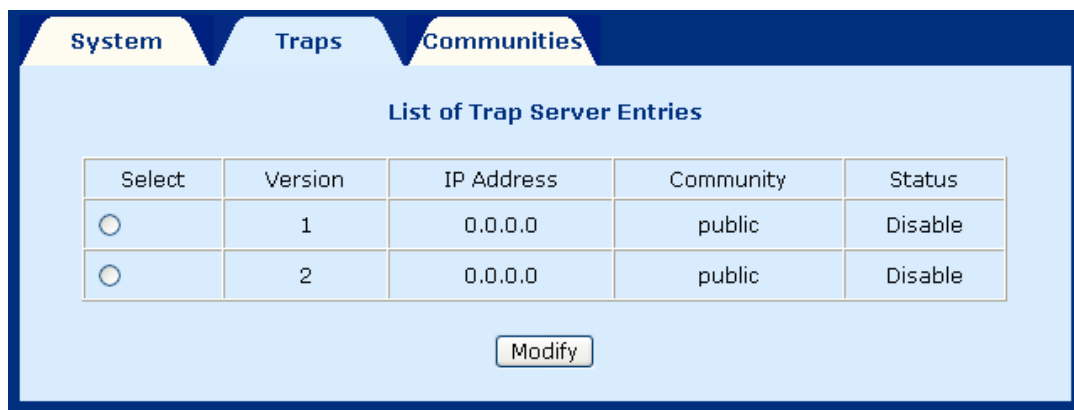 System Traps Communities
List of Trap Server Entries
Select Version IP Address Community Status
1 0.0.0.0 public Disable
2 0.0.0.0 public Disable
Modify